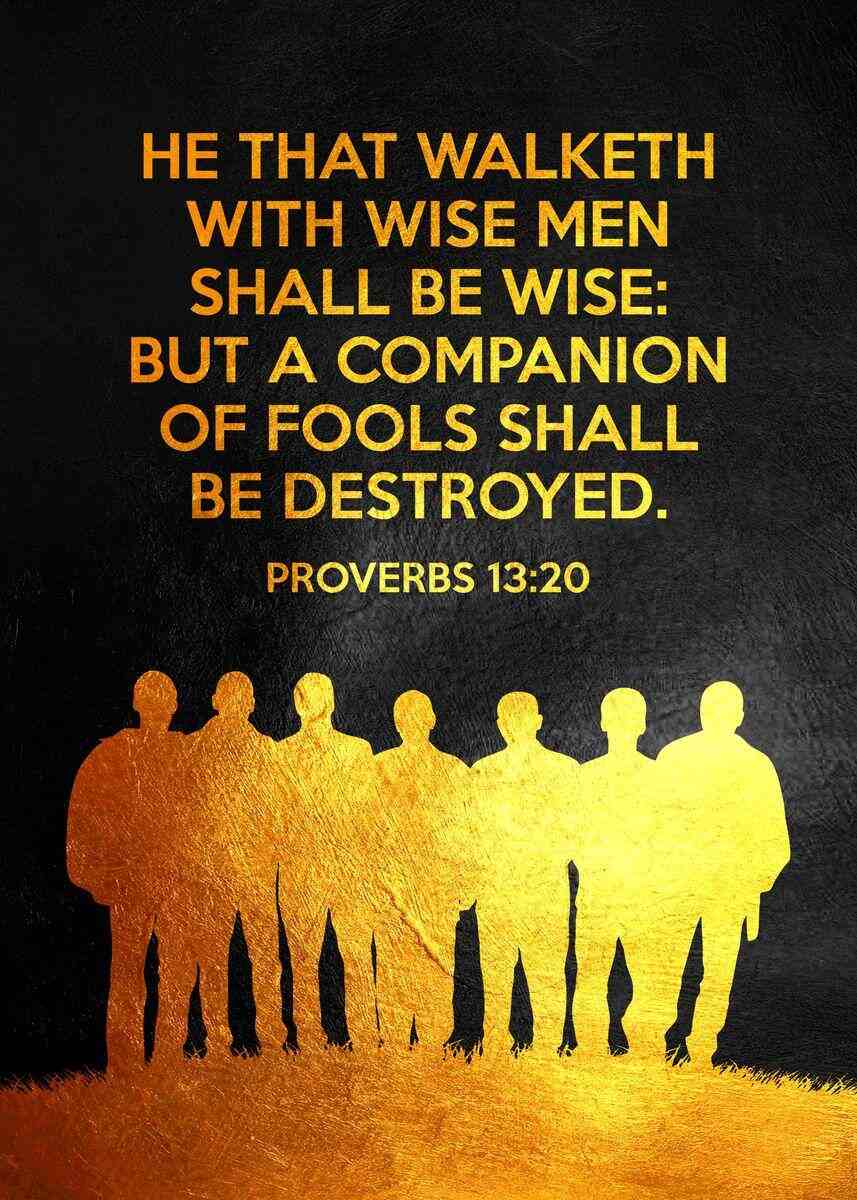 HE THAT WALKETH
WITH WISE MEN
SHALL BE WISE:
BUT A COMPANION
OF FOOLS SHALL
BE DESTROYED.
PROVERBS 13:20